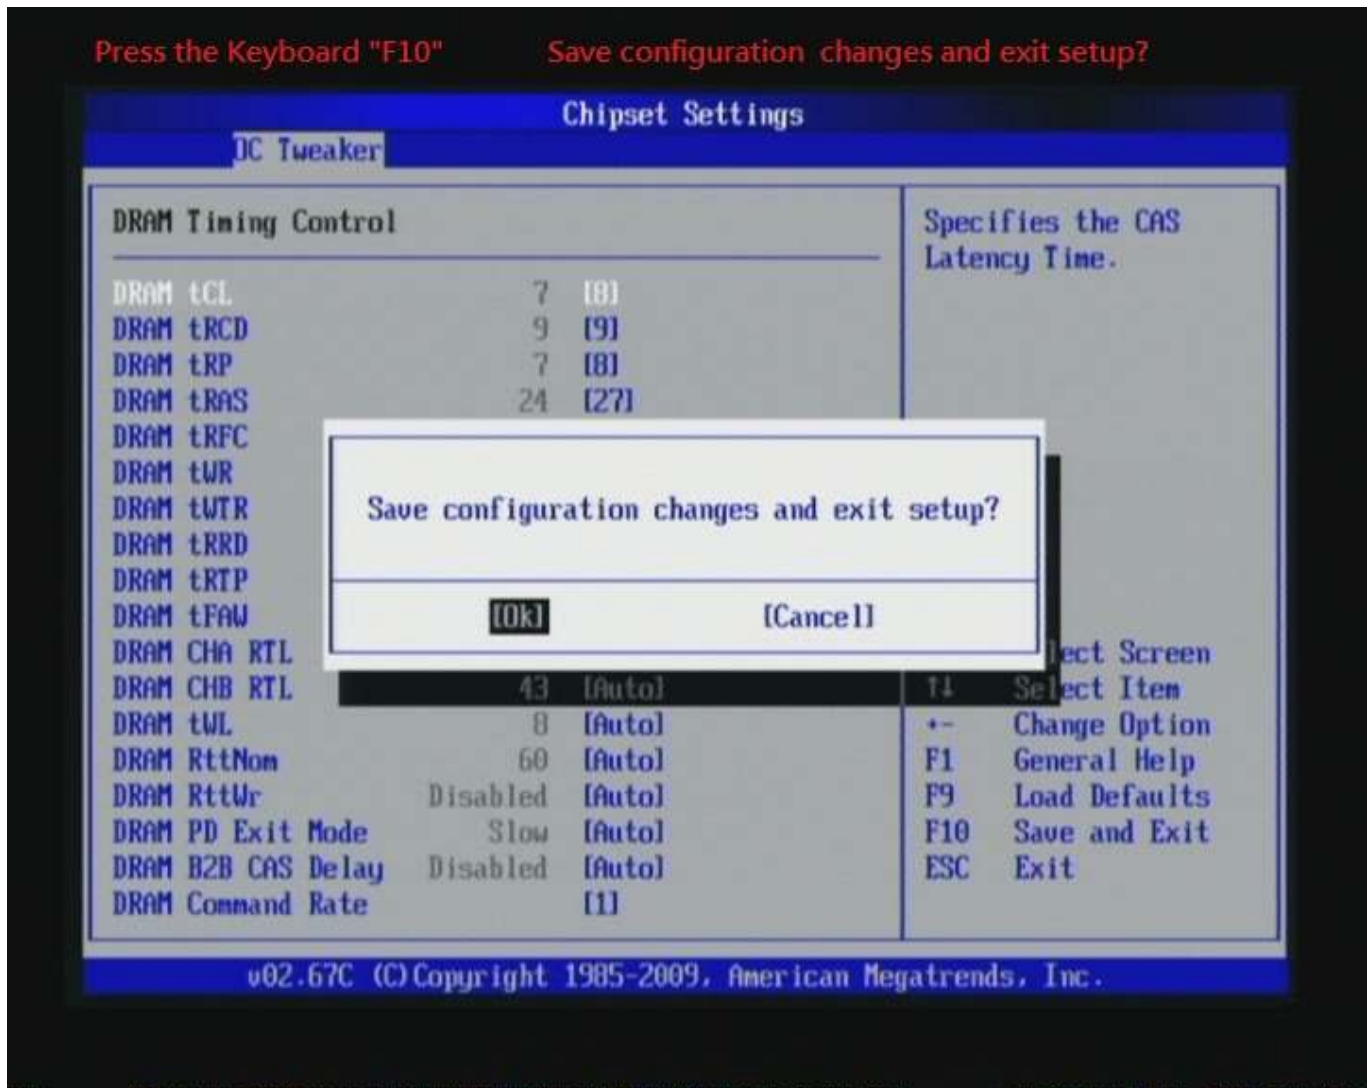 Press the Keyboard "F10" Save configuration changes and exit setup?
Chipset Settings
OC Tweaker
DRAM Timing Control
DRAM tCL 7 [8]
DRAM tRCD 9 [9]
DRAM tRP 7 [8]
DRAM tRAS 24 [27]
DRAM tRFC
DRAM tWR
DRAM tWTR
DRAM tRRD
DRAM tRTP
DRAM tFAW
DRAM CHA RTL
DRAM CHB RTL 43 [Auto]
DRAM tWL 8 [Auto]
DRAM RttNom 60 [Auto]
DRAM RttWr Disabled [Auto]
DRAM PD Exit Mode Slow [Auto]
DRAM B2B CAS Delay Disabled [Auto]
DRAM Command Rate [1]
Save configuration changes and exit setup?
[Ok] [Cancel]
Specifies the CAS
Latency Time.
lect Screen
↑↓ Select Item
+- Change Option
F1 General Help
F9 Load Defaults
F10 Save and Exit
ESC Exit
v02.67C (C)Copyright 1985-2009, American Megatrends, Inc.